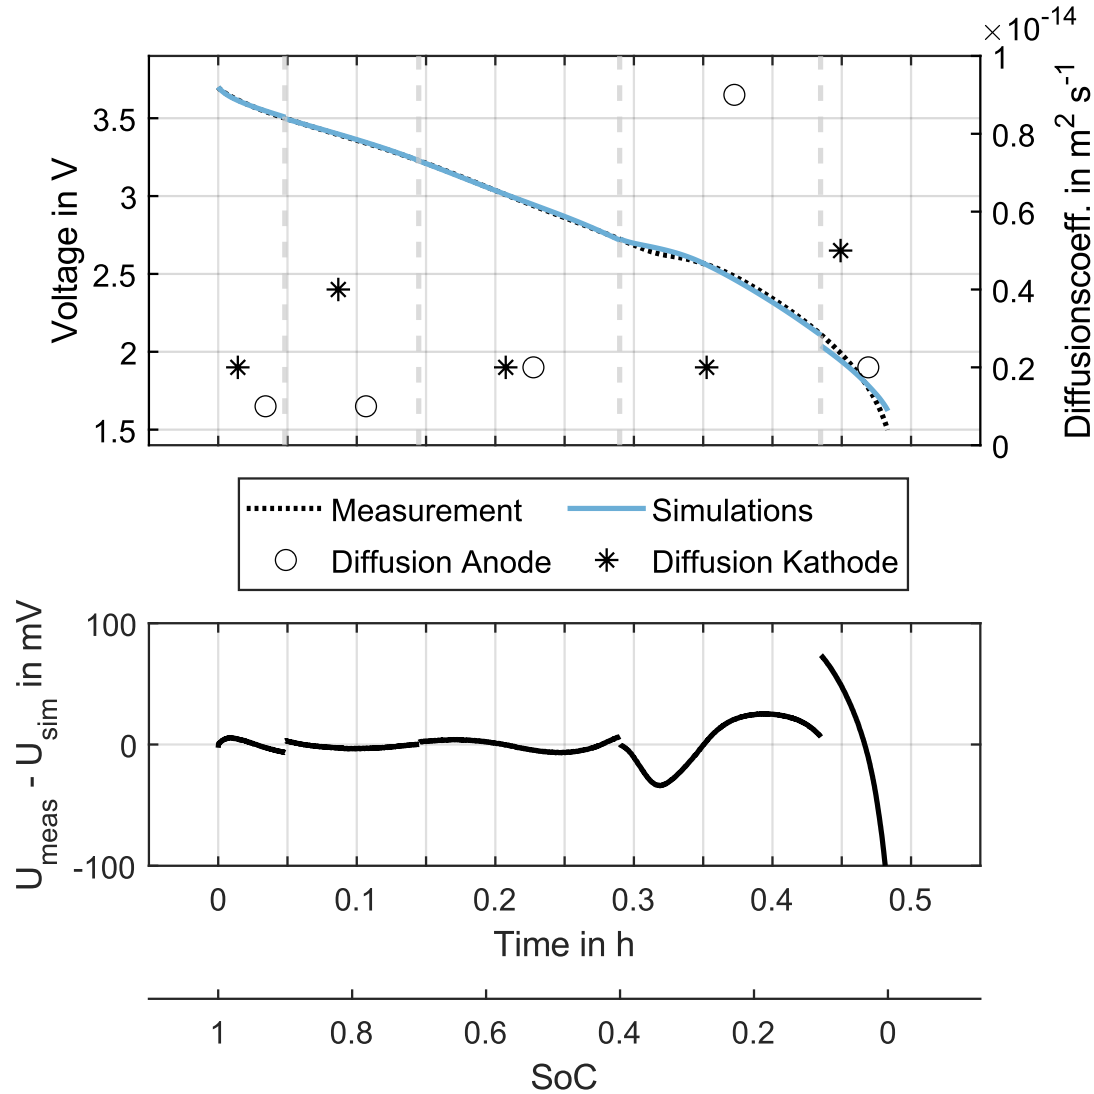 ×10-14
Voltage in V
3.5
3
2.5
2
1.5
1
0.8
0.6
0.4
0.2
0
Diffusionscoeff. in m2 s-1
Measurement
Simulations
Diffusion Anode
Diffusion Kathode
Umeas - Usim in mV
100
0
-100
0 0.1 0.2 0.3 0.4 0.5
Time in h
1 0.8 0.6 0.4 0.2 0
SoC